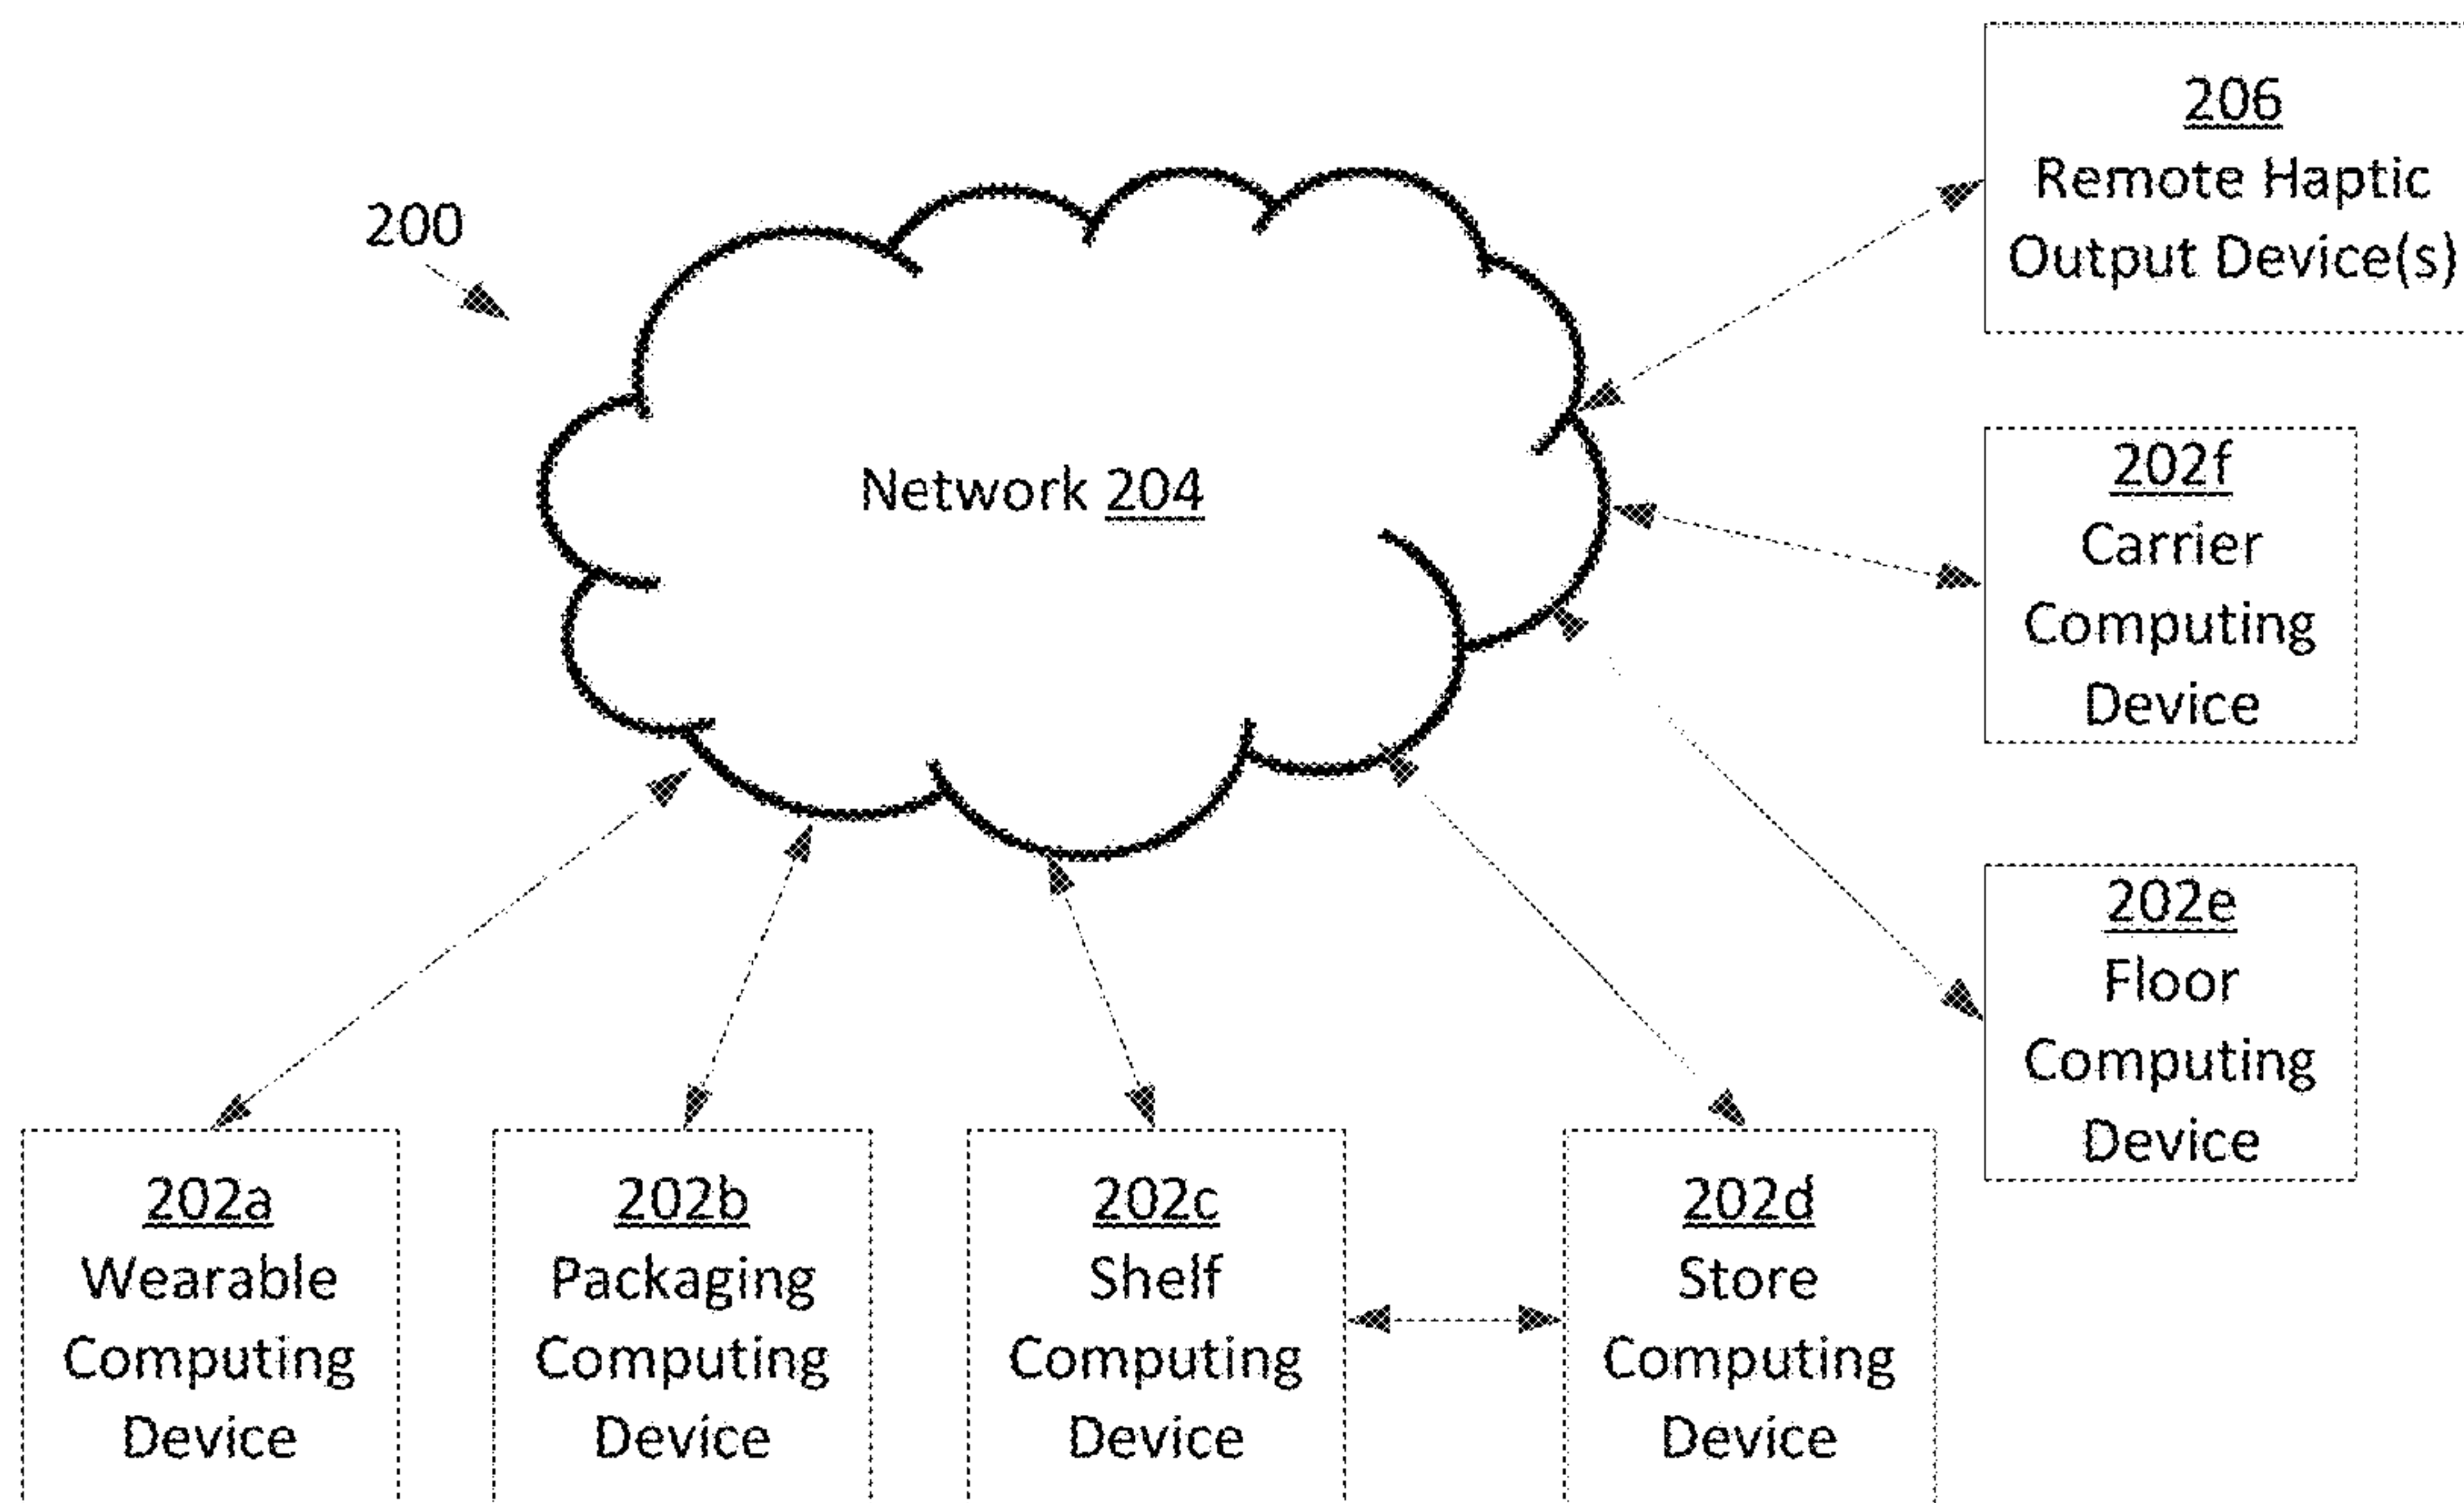 206
Remote Haptic
Output Device(s)
200
Network 204
202f
Carrier
Computing
Device
202e
Floor
Computing
Device
202a
Wearable
Computing
Device
202b
Packaging
Computing
Device
202c
Shelf
Computing
Device
202d
Store
Computing
Device